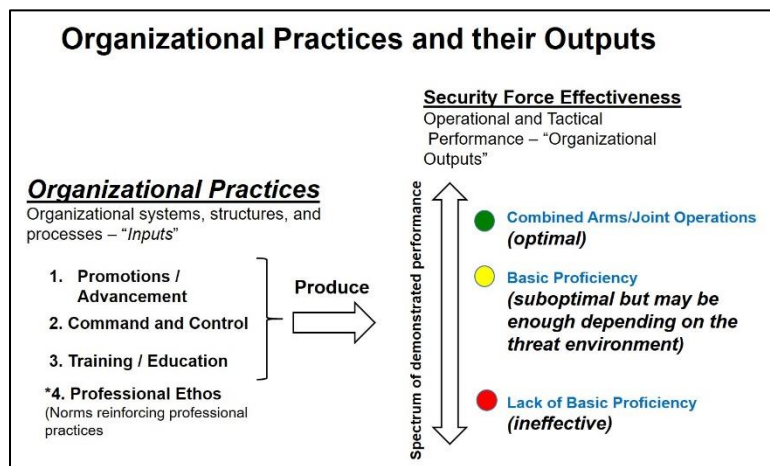 Organizational Practices and their Outputs
Organizational Practices
Organizational systems, structures, and
processes – “Inputs”
1. Promotions /
Advancement
2. Command and Control
3. Training / Education
*4. Professional Ethos
(Norms reinforcing professional
practices
Produce
Security Force Effectiveness
Operational and Tactical
Performance – “Organizational
Outputs”
Spectrum of demonstrated performance
Combined Arms/Joint Operations
(optimal)
Basic Proficiency
(suboptimal but may be
enough depending on the
threat environment)
Lack of Basic Proficiency
(ineffective)